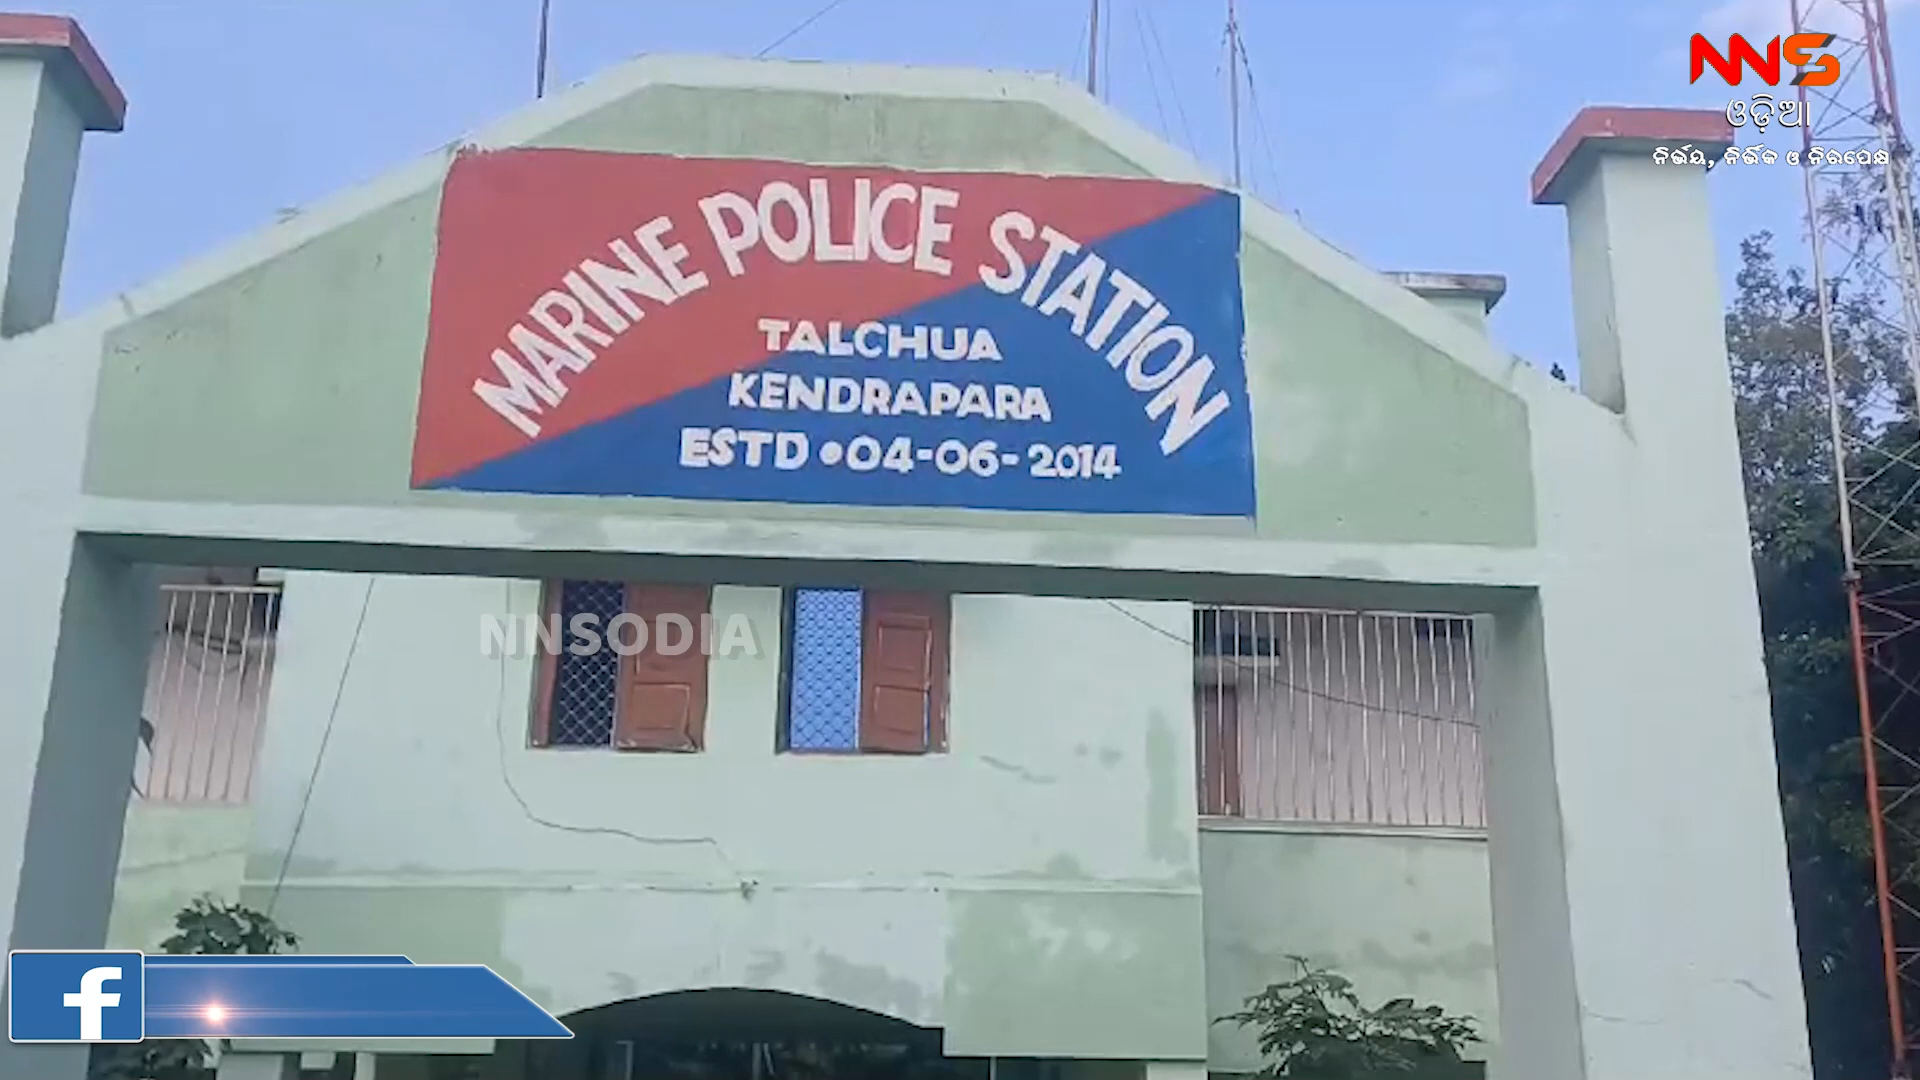 NNS
ଓଡ଼ିଆ
ନିର୍ଭୟ, ନିର୍ଭିକ ଓ ନିରପେକ୍ଷ
MARINE POLICE STATION
TALCHUA
KENDRAPARA
ESTD •04-06-2014
NNSODIA
f